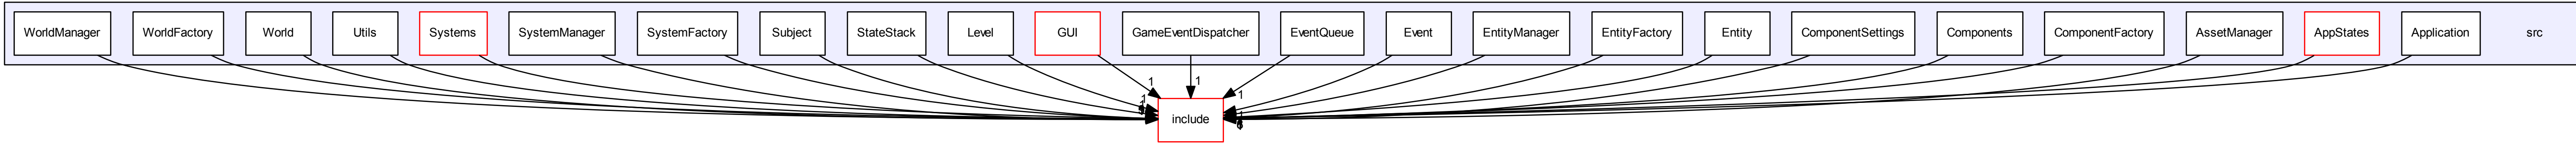 WorldManager
WorldFactory
World
Utils
Systems
SystemManager
SystemFactory
Subject
StateStack
Level
GUI
GameEventDispatcher
EventQueue
Event
EntityManager
EntityFactory
Entity
ComponentSettings
Components
ComponentFactory
AssetManager
AppStates
Application
src
1
1
1
1
include